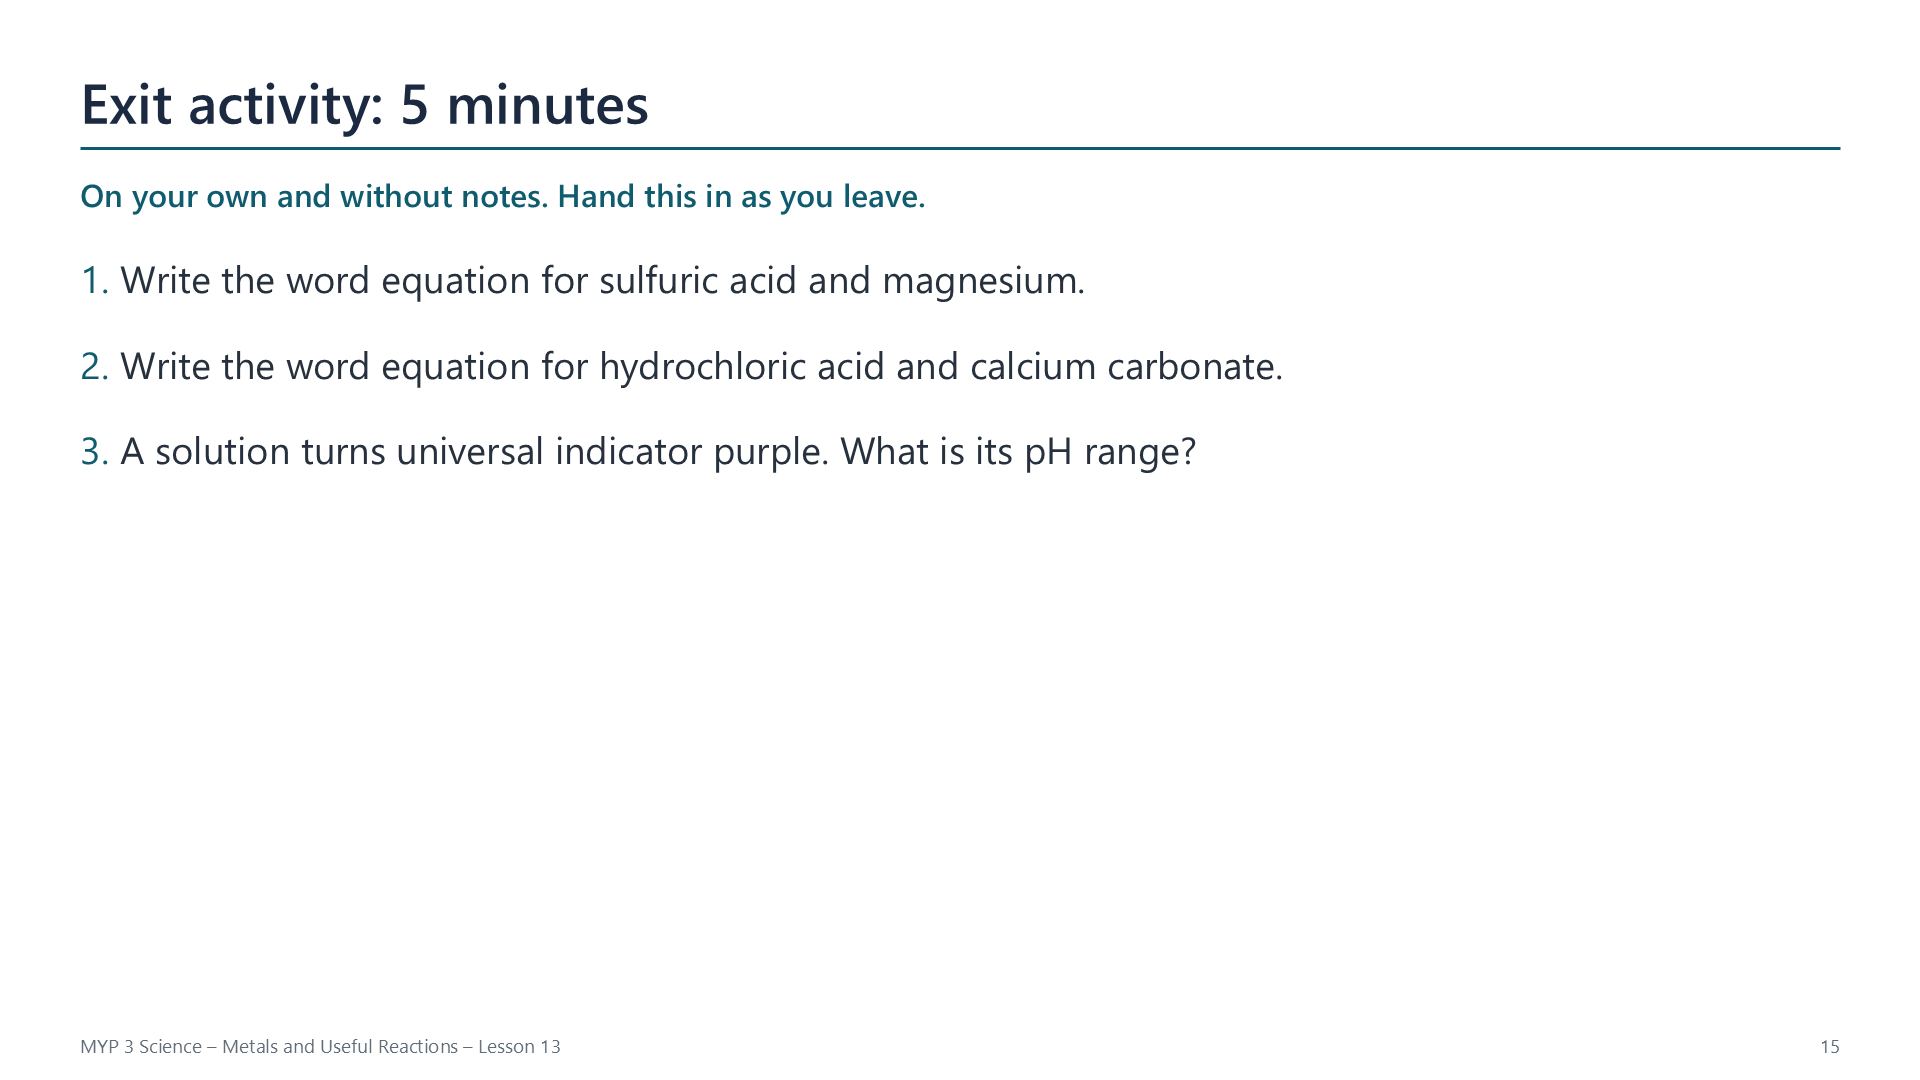 Exit activity: 5 minutes
On your own and without notes. Hand this in as you leave.
1. Write the word equation for sulfuric acid and magnesium.
2. Write the word equation for hydrochloric acid and calcium carbonate.
3. A solution turns universal indicator purple. What is its pH range?
MYP 3 Science – Metals and Useful Reactions – Lesson 13
15